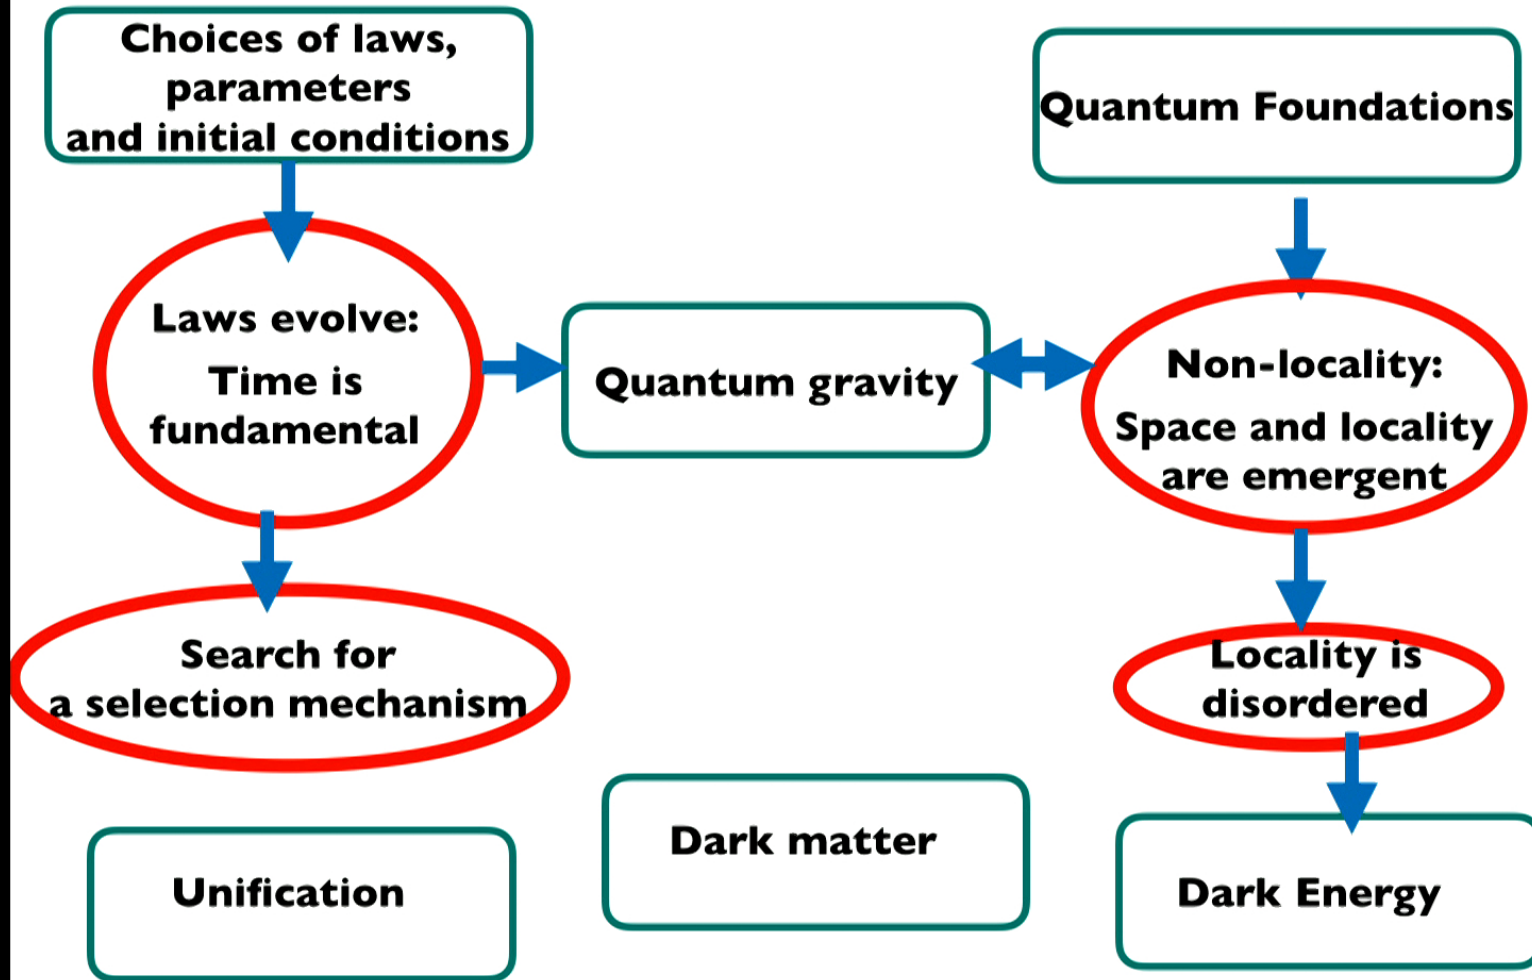 Choices of laws,
parameters
and initial conditions
Quantum Foundations
Laws evolve:
Time is
fundamental
Quantum gravity
Non-locality:
Space and locality
are emergent
Search for
a selection mechanism
Locality is
disordered
Unification
Dark matter
Dark Energy